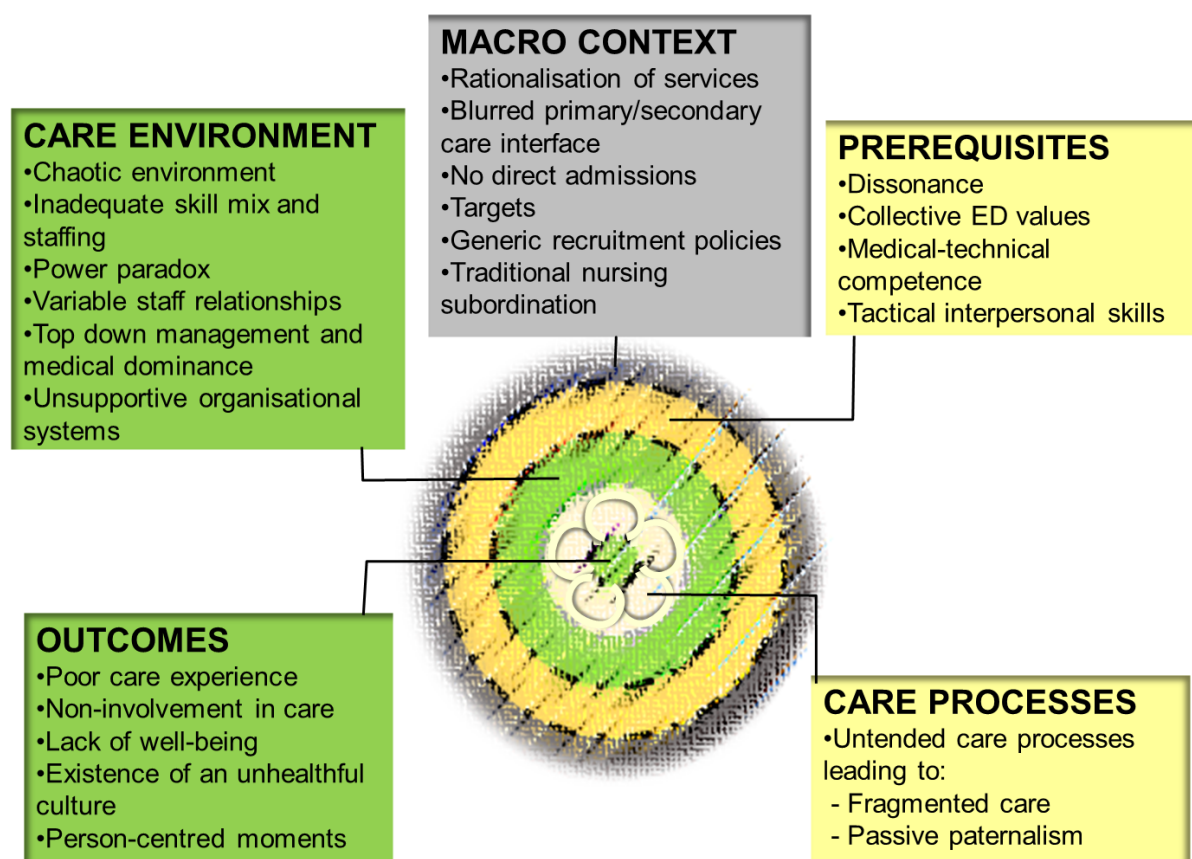 MACRO CONTEXT
•Rationalisation of services
•Blurred primary/secondary
care interface
•No direct admissions
•Targets
•Generic recruitment policies
•Traditional nursing
subordination
CARE ENVIRONMENT
•Chaotic environment
•Inadequate skill mix and
staffing
•Power paradox
•Variable staff relationships
•Top down management and
medical dominance
•Unsupportive organisational
systems
PREREQUISITES
•Dissonance
•Collective ED values
•Medical-technical
competence
•Tactical interpersonal skills
OUTCOMES
•Poor care experience
•Non-involvement in care
•Lack of well-being
•Existence of an unhealthful
culture
•Person-centred moments
CARE PROCESSES
•Untended care processes
leading to:
- Fragmented care
- Passive paternalism